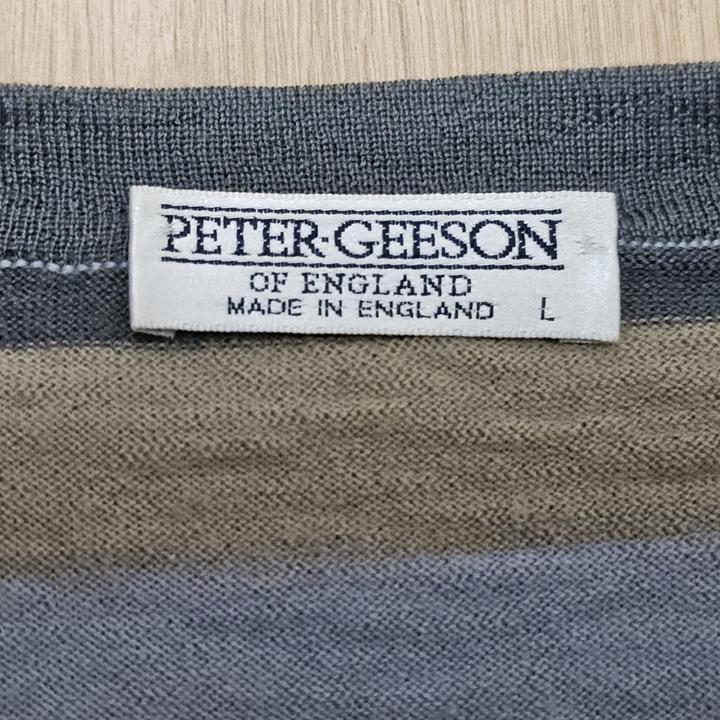 PETER·GEESON
OF ENGLAND
MADE IN ENGLAND L